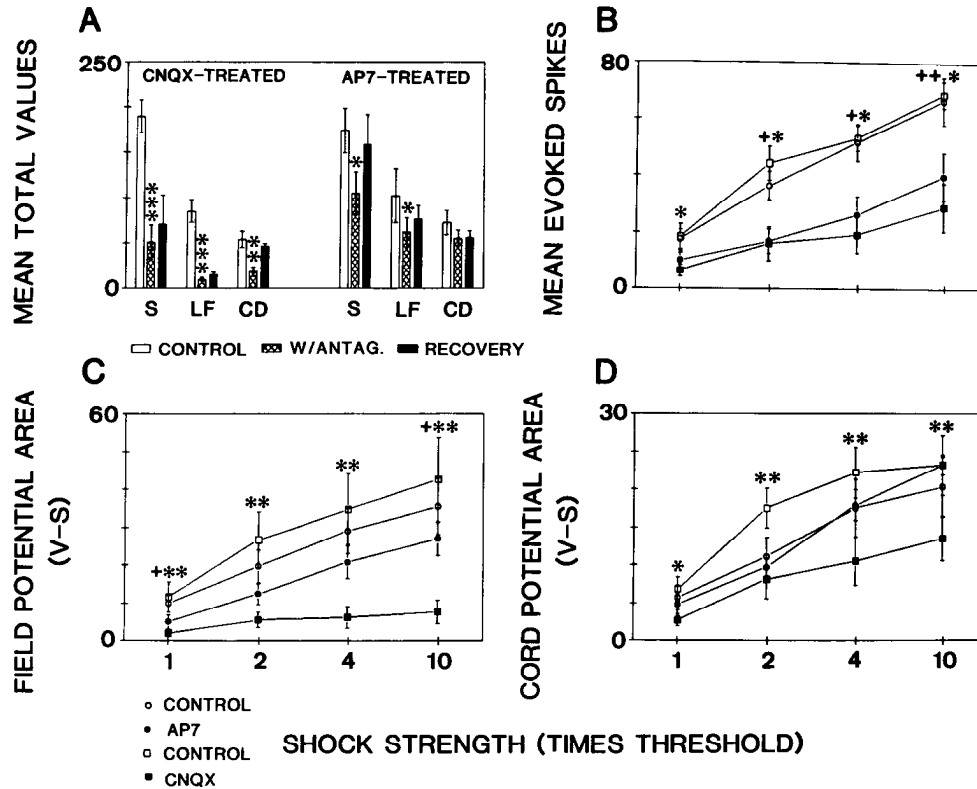 A
MEAN TOTAL VALUES
250
0
CNQX-TREATED
AP7-TREATED
***
***
**
*
*
S LF CD
S LF CD
CONTROL W/ANTAG. RECOVERY
B
MEAN EVOKED SPIKES
80
0
*
+*
+*
++*
C
FIELD POTENTIAL AREA
(V-S)
60
0
+**
**
**
+**
1 2 4 10
D
CORD POTENTIAL AREA
(V-S)
30
0
*
**
**
**
1 2 4 10
CONTROL
AP7
CONTROL
CNQX
SHOCK STRENGTH (TIMES THRESHOLD)